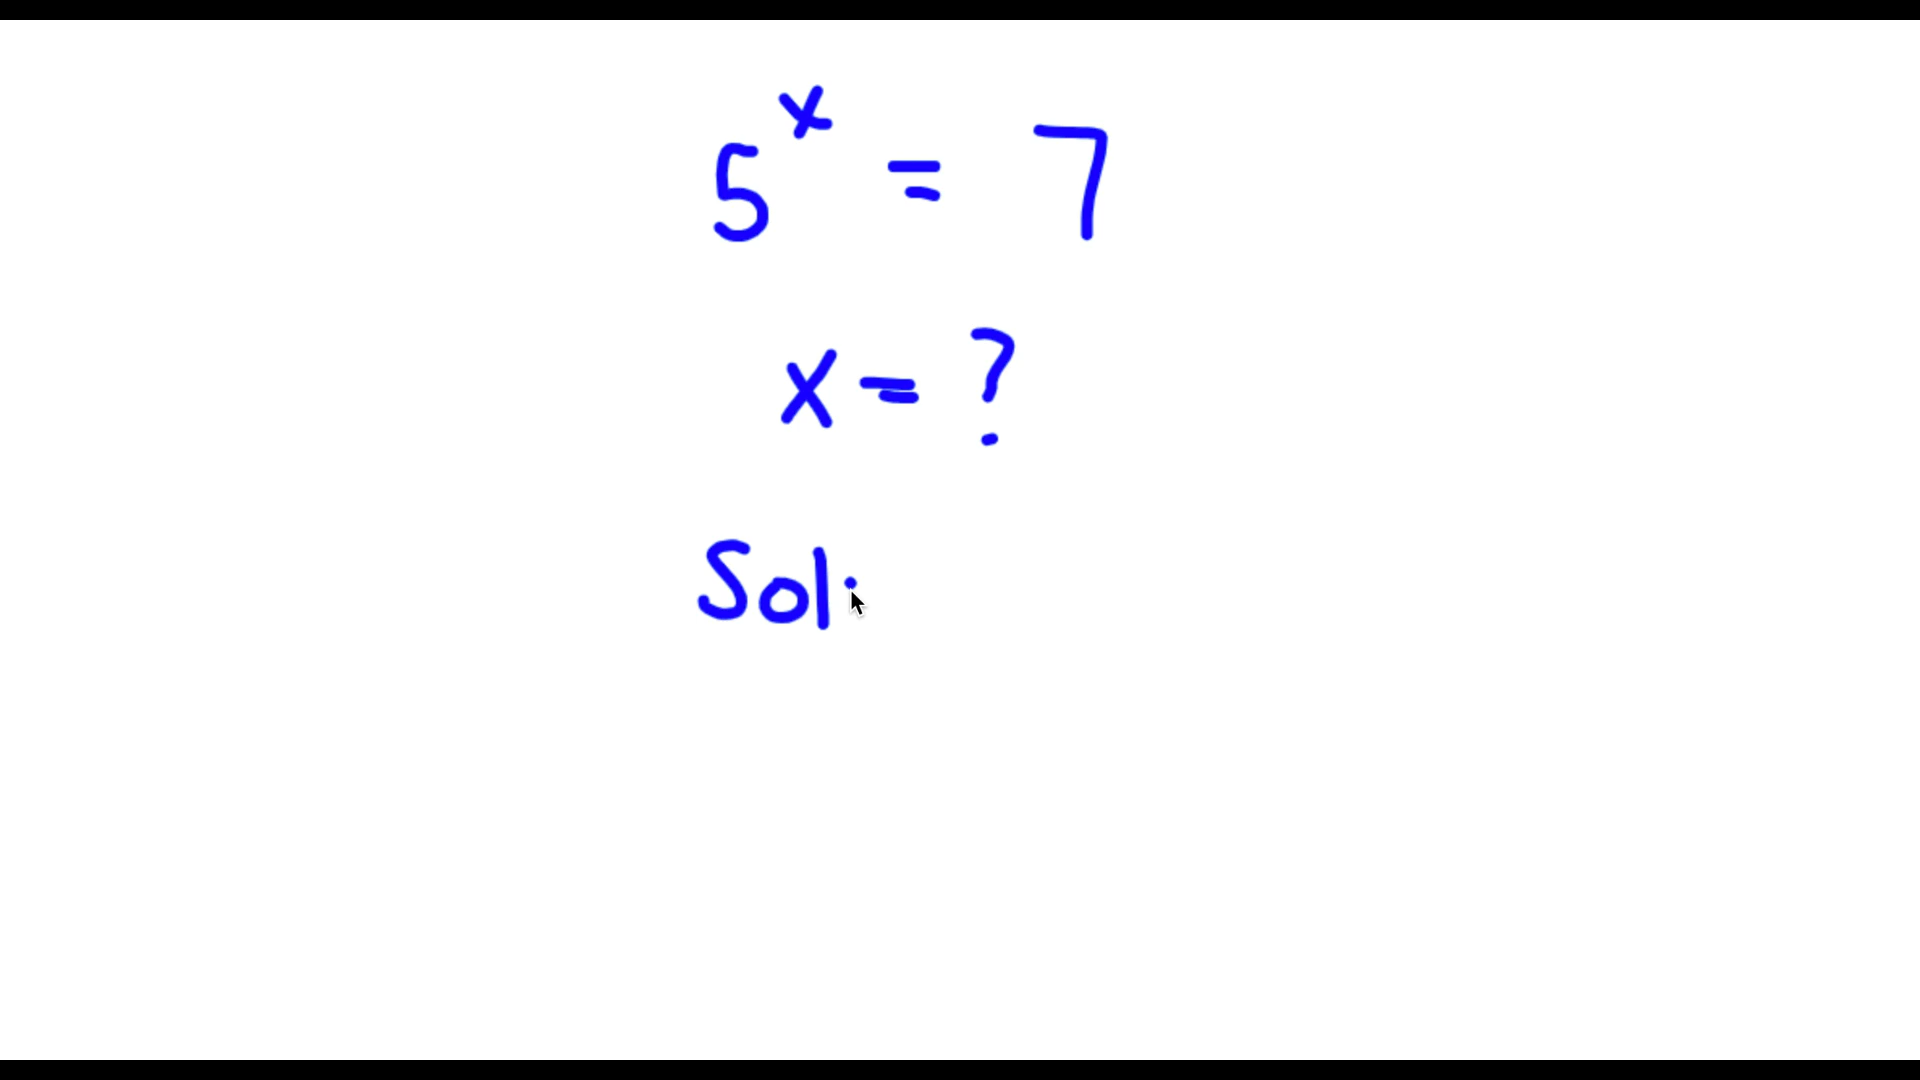 5^x = 7
x = ?
Sol: